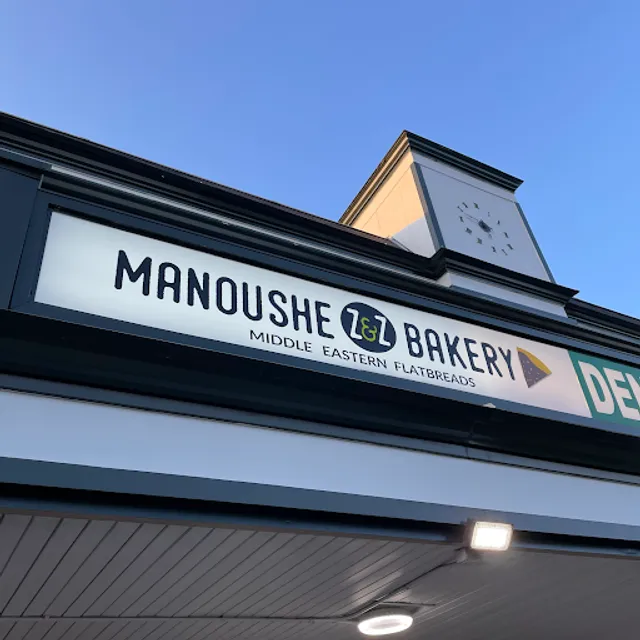 MANOUSHE Z&Z BAKERY
MIDDLE EASTERN FLATBREADS